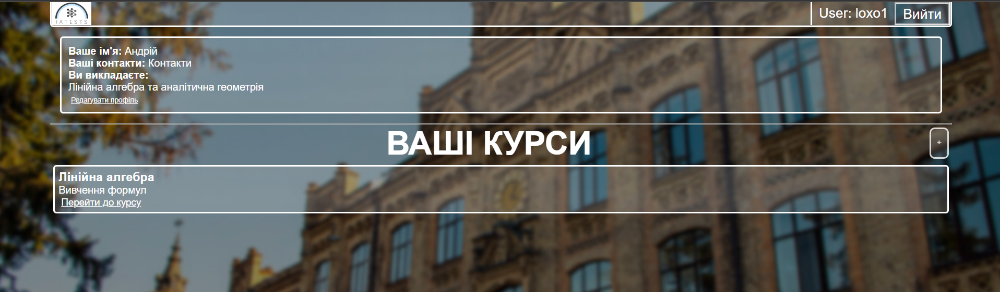 IATESTS
User: loxo1
Вийти
Ваше ім'я: Андрій
Ваші контакти: Контакти
Ви викладаєте:
Лінійна алгебра та аналітична геометрія
Редагувати профіль
ВАШІ КУРСИ
+
Лінійна алгебра
Вивчення формул
Перейти до курсу